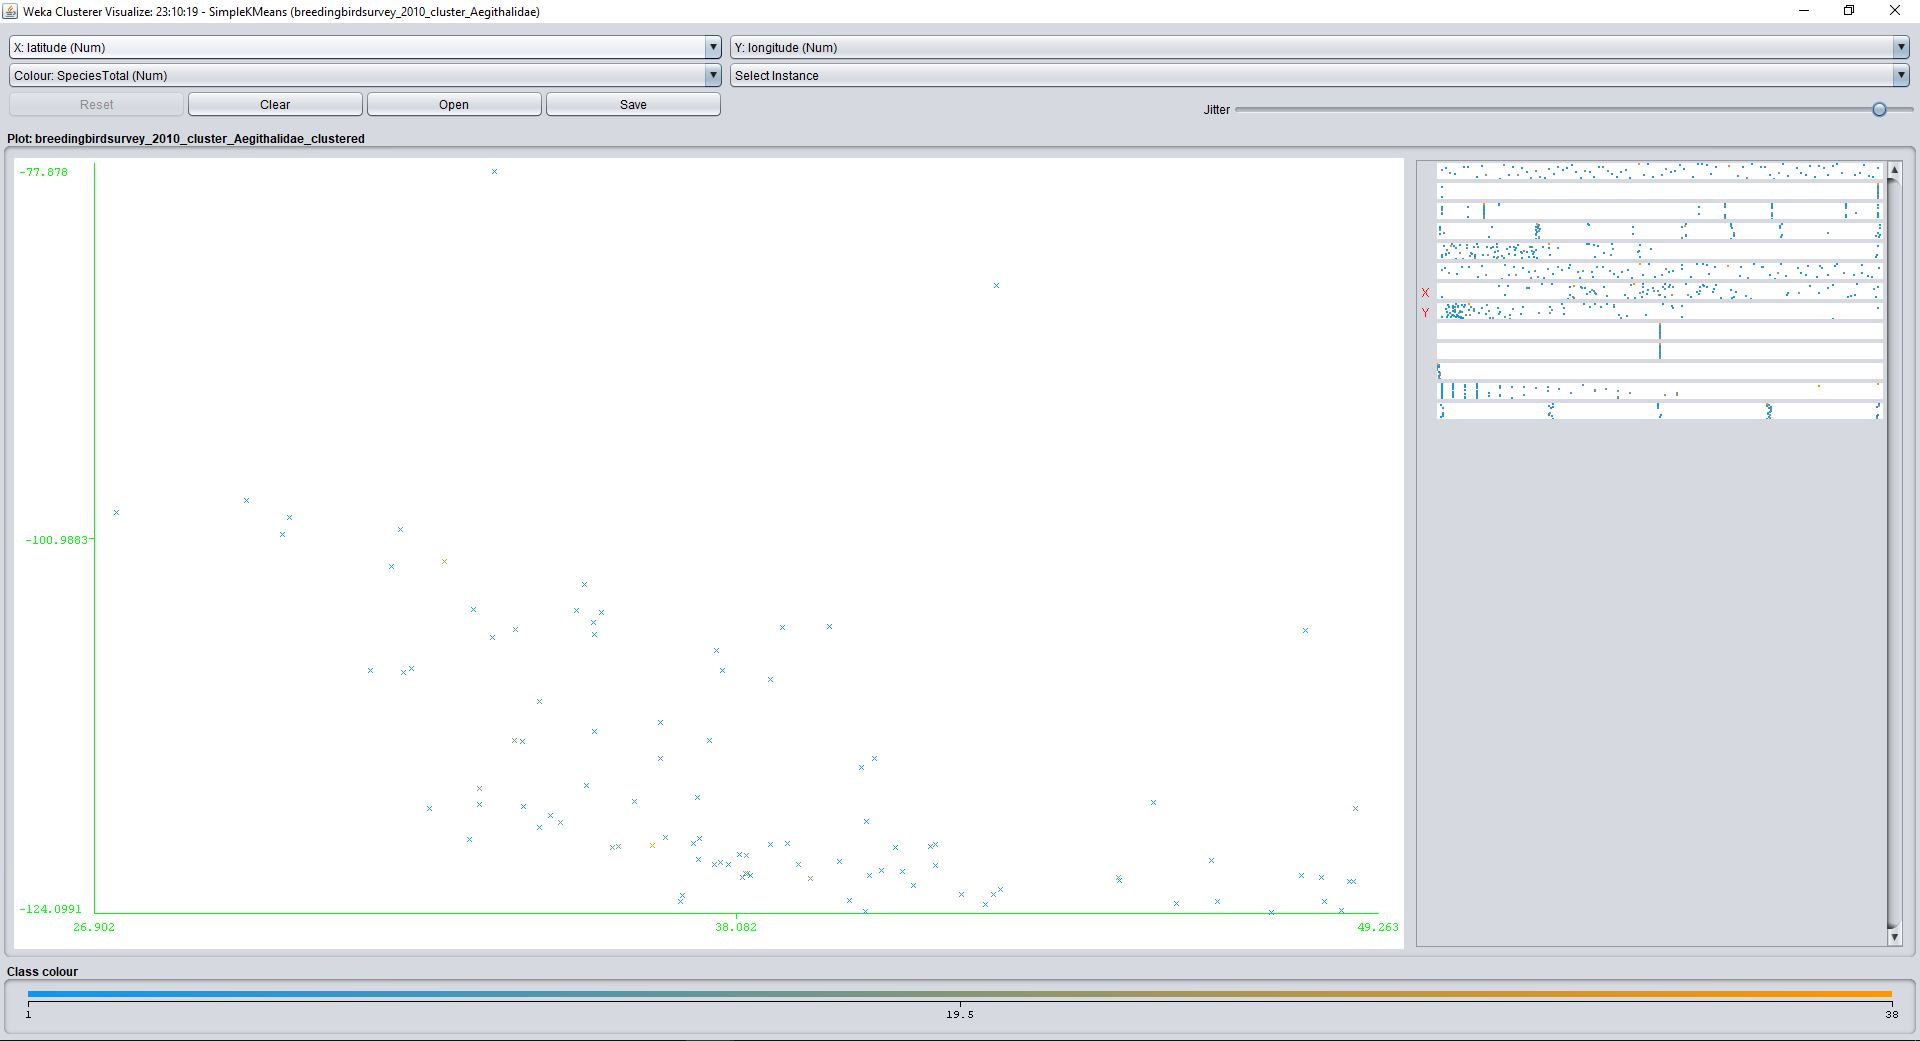 Weka Clusterer Visualize: 23:10:19 - SimpleKMeans (breedingbirdsurvey_2010_cluster_Aegithalidae)
X: latitude (Num)
Y: longitude (Num)
Colour: SpeciesTotal (Num)
Select Instance
Reset
Clear
Open
Save
Jitter
Plot: breedingbirdsurvey_2010_cluster_Aegithalidae_clustered
-77.878
-100.9883
-124.0991
26.902
38.082
49.263
X
Y
Class colour
1
19.5
38